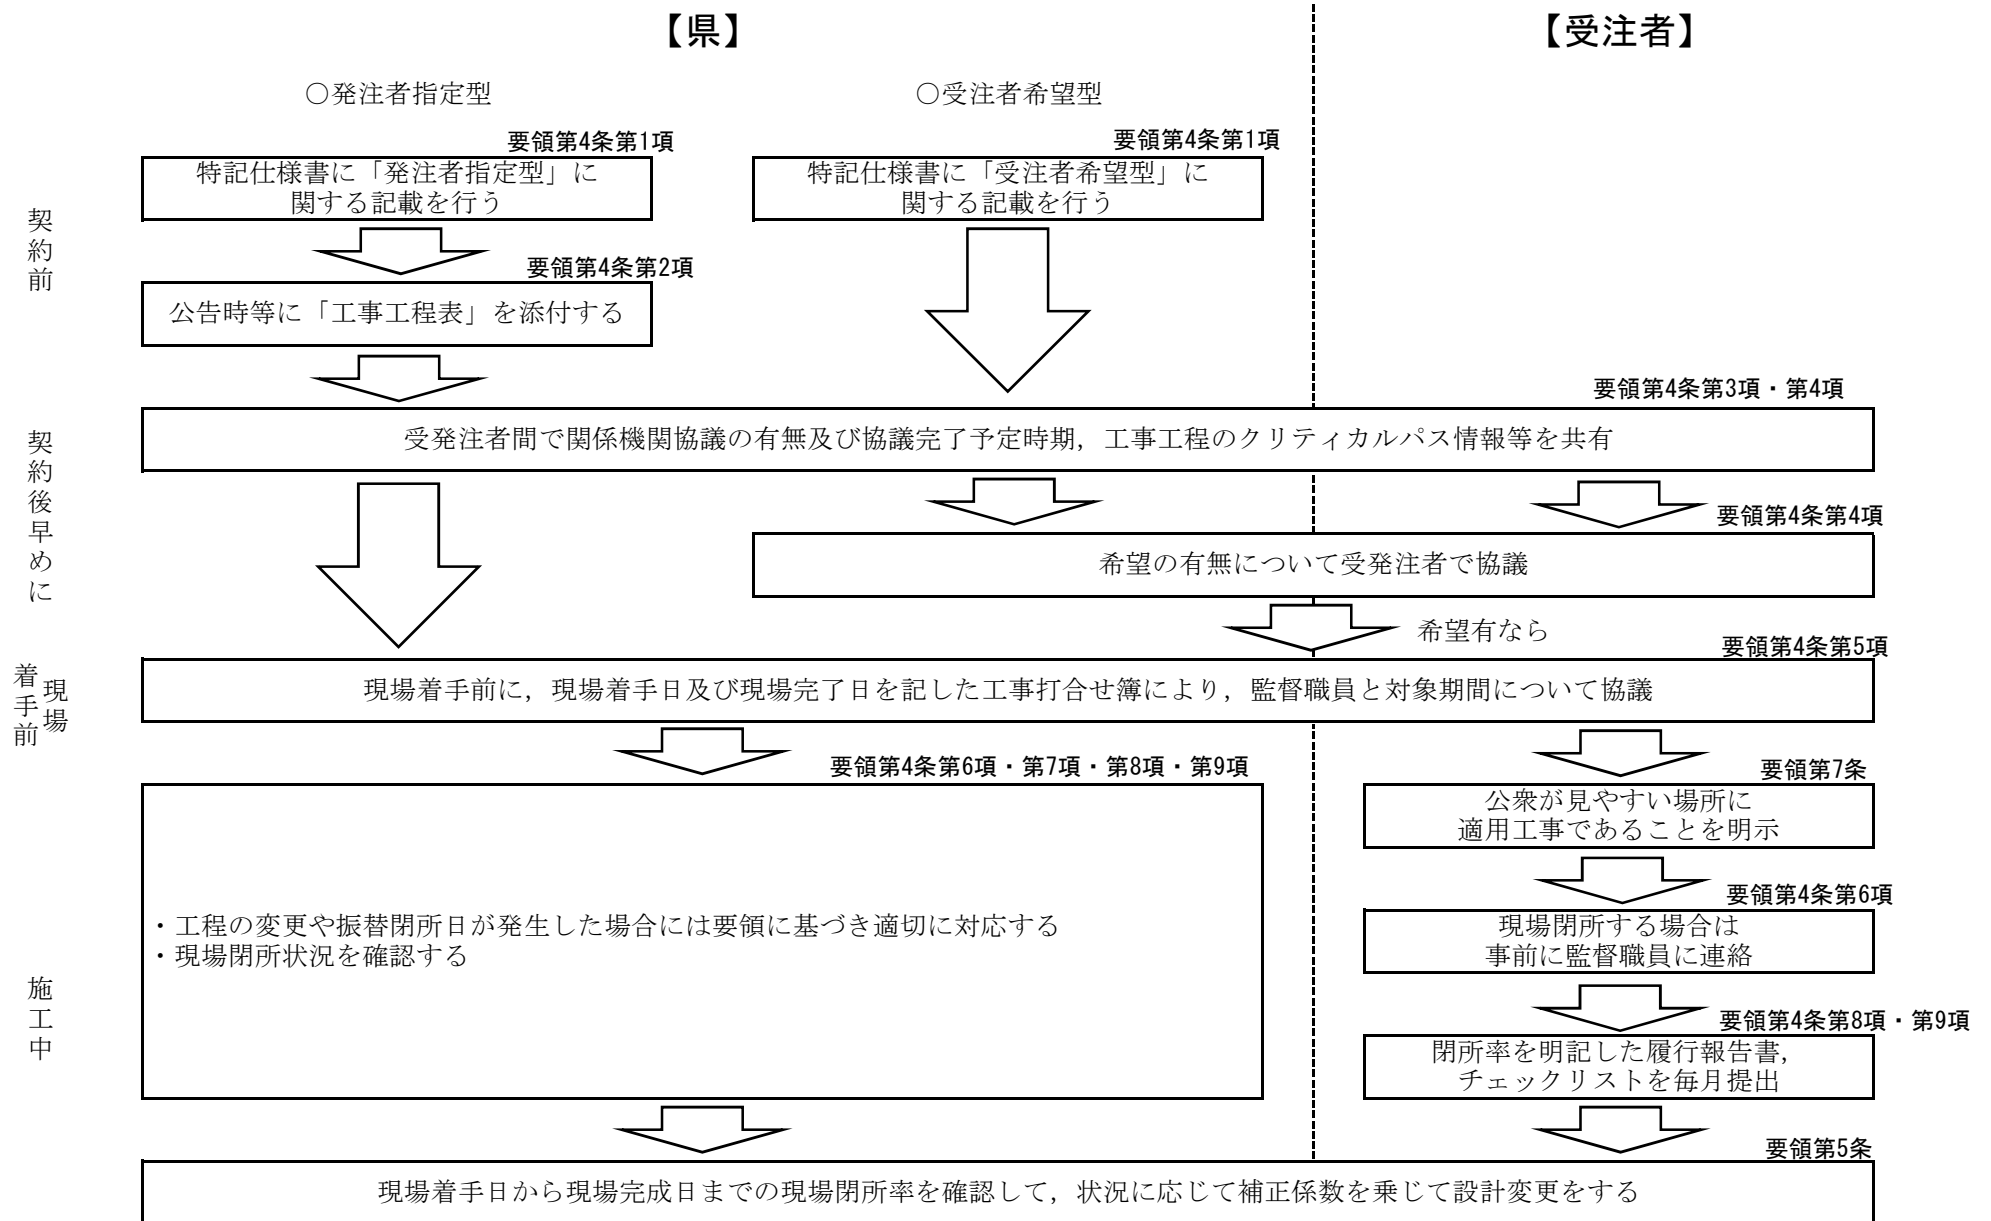 【県】
【受注者】
○発注者指定型
○受注者希望型
契約前
要領第4条第1項
特記仕様書に「発注者指定型」に
関する記載を行う
要領第4条第1項
特記仕様書に「受注者希望型」に
関する記載を行う
要領第4条第2項
公告時等に「工事工程表」を添付する
契約後早めに
要領第4条第3項・第4項
受発注者間で関係機関協議の有無及び協議完了予定時期，工事工程のクリティカルパス情報等を共有
要領第4条第4項
希望の有無について受発注者で協議
希望有なら
現場
着手前
要領第4条第5項
現場着手前に，現場着手日及び現場完了日を記した工事打合せ簿により，監督職員と対象期間について協議
施工中
要領第4条第6項・第7項・第8項・第9項
・工程の変更や振替閉所日が発生した場合には要領に基づき適切に対応する
・現場閉所状況を確認する
要領第7条
公衆が見やすい場所に
適用工事であることを明示
要領第4条第6項
現場閉所する場合は
事前に監督職員に連絡
要領第4条第8項・第9項
閉所率を明記した履行報告書，
チェックリストを毎月提出
要領第5条
現場着手日から現場完成日までの現場閉所率を確認して，状況に応じて補正係数を乗じて設計変更をする